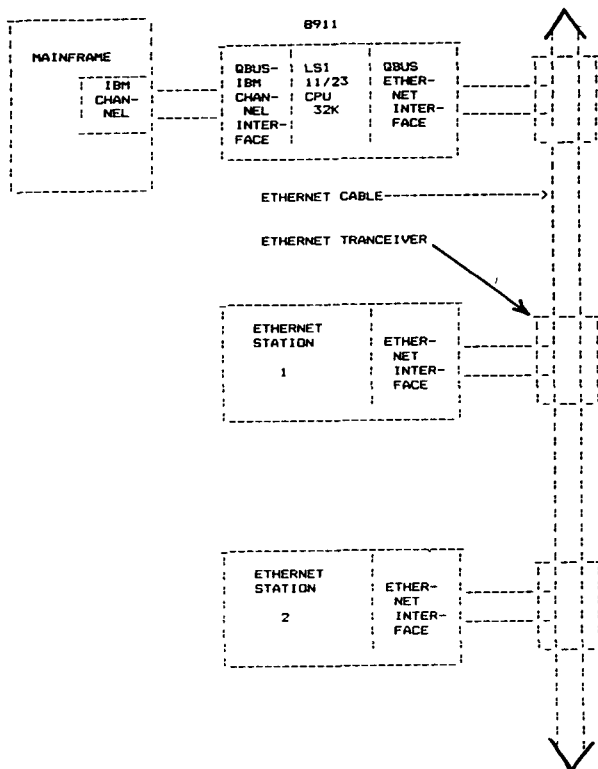 8911
MAINFRAME
IBM
CHAN-
NEL
QBUS-
IBM
CHAN-
NEL
INTER-
FACE
LS1
11/23
CPU
32K
QBUS
ETHER-
NET
INTER-
FACE
ETHERNET CABLE
ETHERNET TRANCEIVER
ETHERNET
STATION
1
ETHER-
NET
INTER-
FACE
ETHERNET
STATION
2
ETHER-
NET
INTER-
FACE